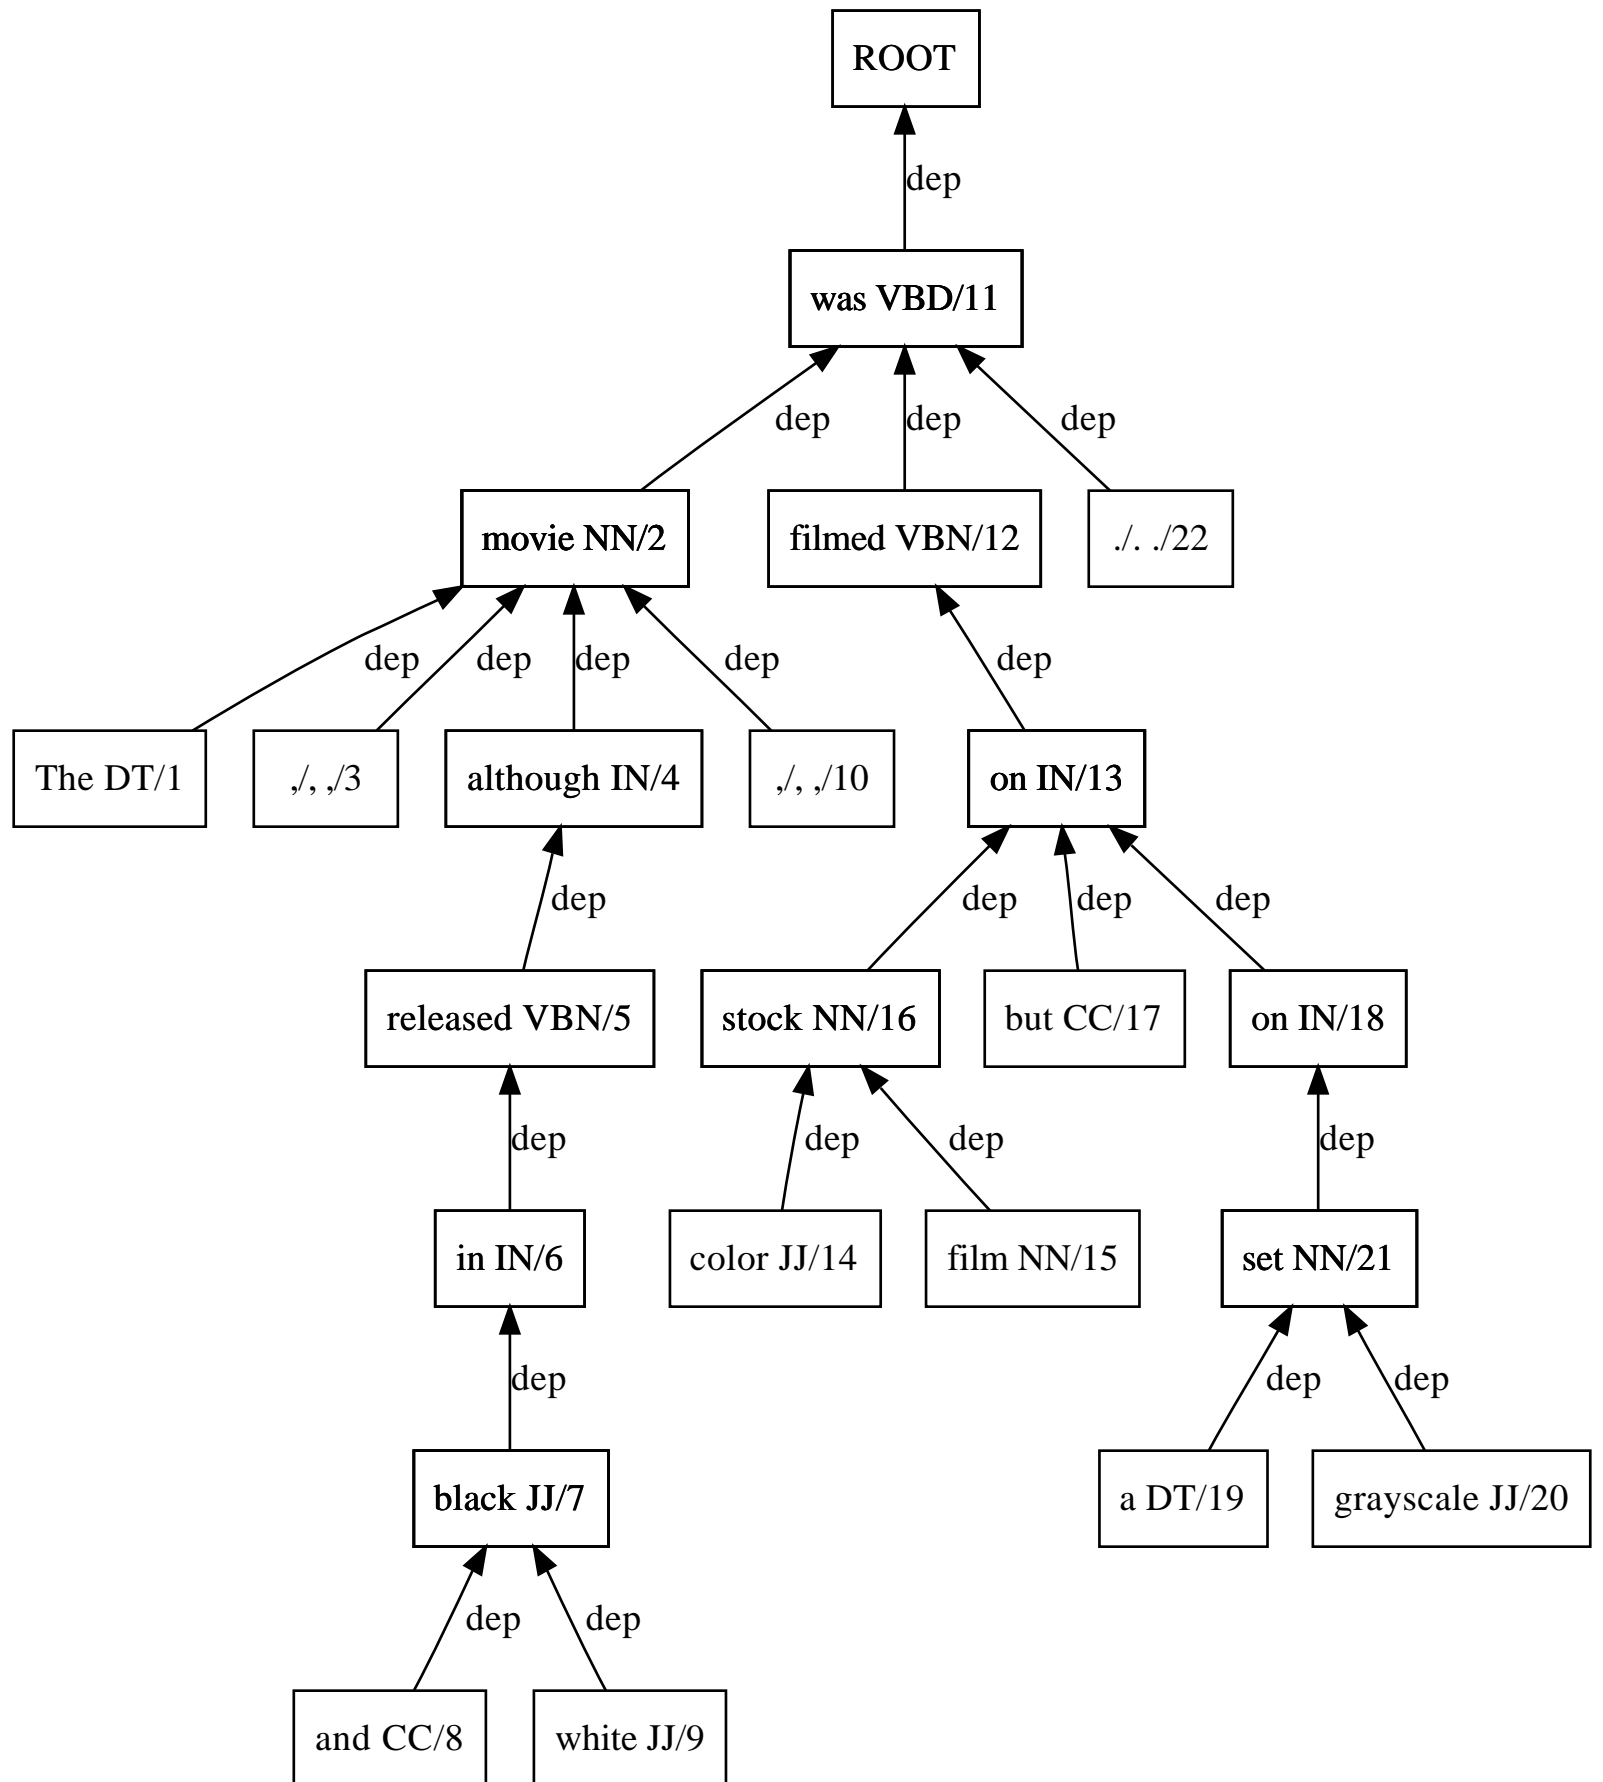 ROOT
dep
was VBD/11
dep dep dep
movie NN/2 filmed VBN/12 ./. ./22
dep dep dep dep dep
The DT/1 ,/, ,/3 although IN/4 ,/, ,/10 on IN/13
dep dep dep dep
released VBN/5 stock NN/16 but CC/17 on IN/18
dep dep dep dep
in IN/6 color JJ/14 film NN/15 set NN/21
dep dep dep
black JJ/7 a DT/19 grayscale JJ/20
dep dep
and CC/8 white JJ/9